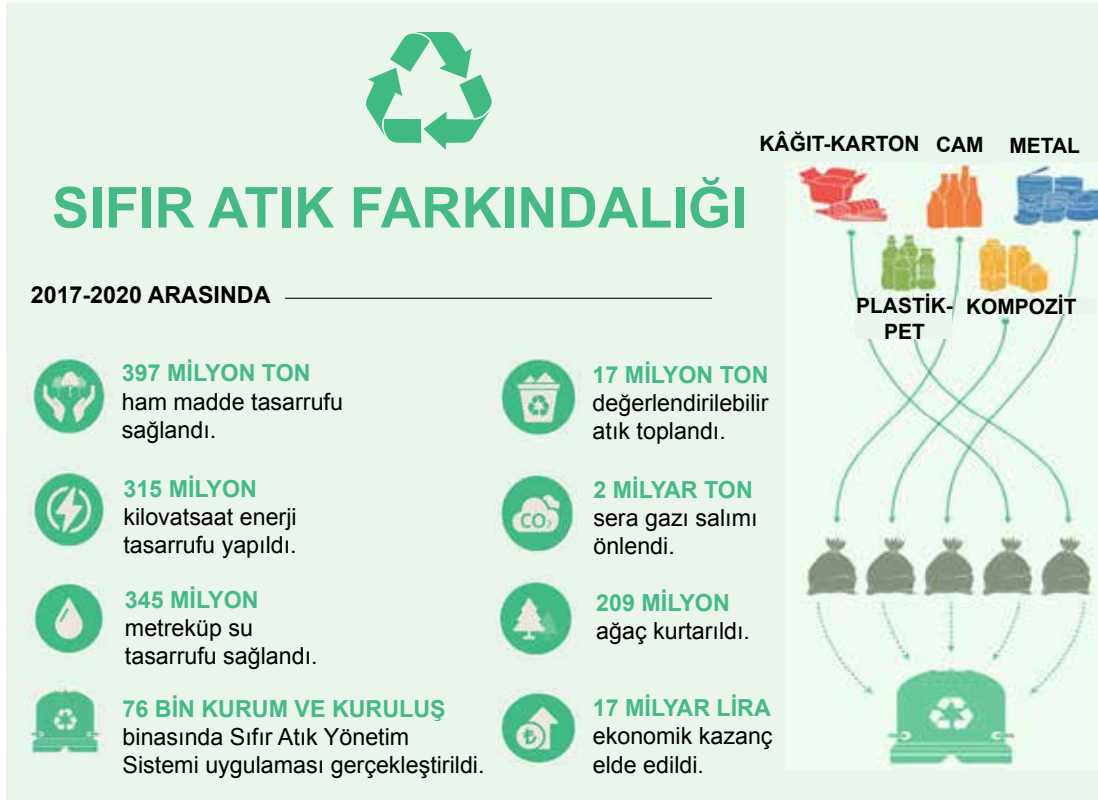 SIFIR ATIK FARKINDALIĞI
2017-2020 ARASINDA
397 MİLYON TON
ham madde tasarrufu
sağlandı.
315 MİLYON
kilovatsaat enerji
tasarrufu yapıldı.
345 MİLYON
metreküp su
tasarrufu sağlandı.
76 BİN KURUM VE KURULUŞ
binasında Sıfır Atık Yönetim
Sistemi uygulaması gerçekleştirildi.
17 MİLYON TON
değerlendirilebilir
atık toplandı.
CO₂
2 MİLYAR TON
sera gazı salımı
önlendi.
209 MİLYON
ağaç kurtarıldı.
₺
17 MİLYAR LİRA
ekonomik kazanç
elde edildi.
KÂĞIT-KARTON CAM METAL
PLASTİK-
PET
KOMPOZİT